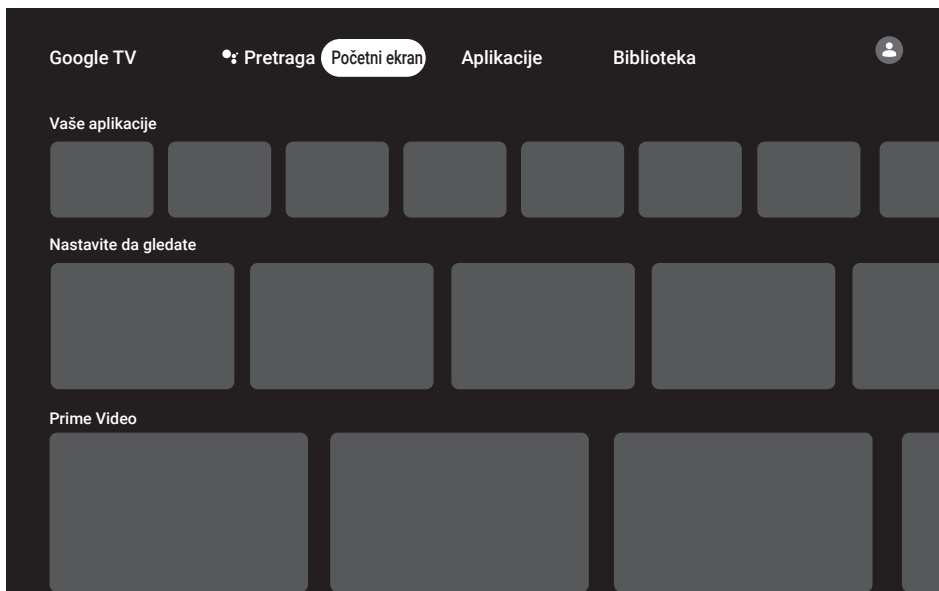 Google TV Pretraga Početni ekran Aplikacije Biblioteka
Vaše aplikacije
Nastavite da gledate
Prime Video